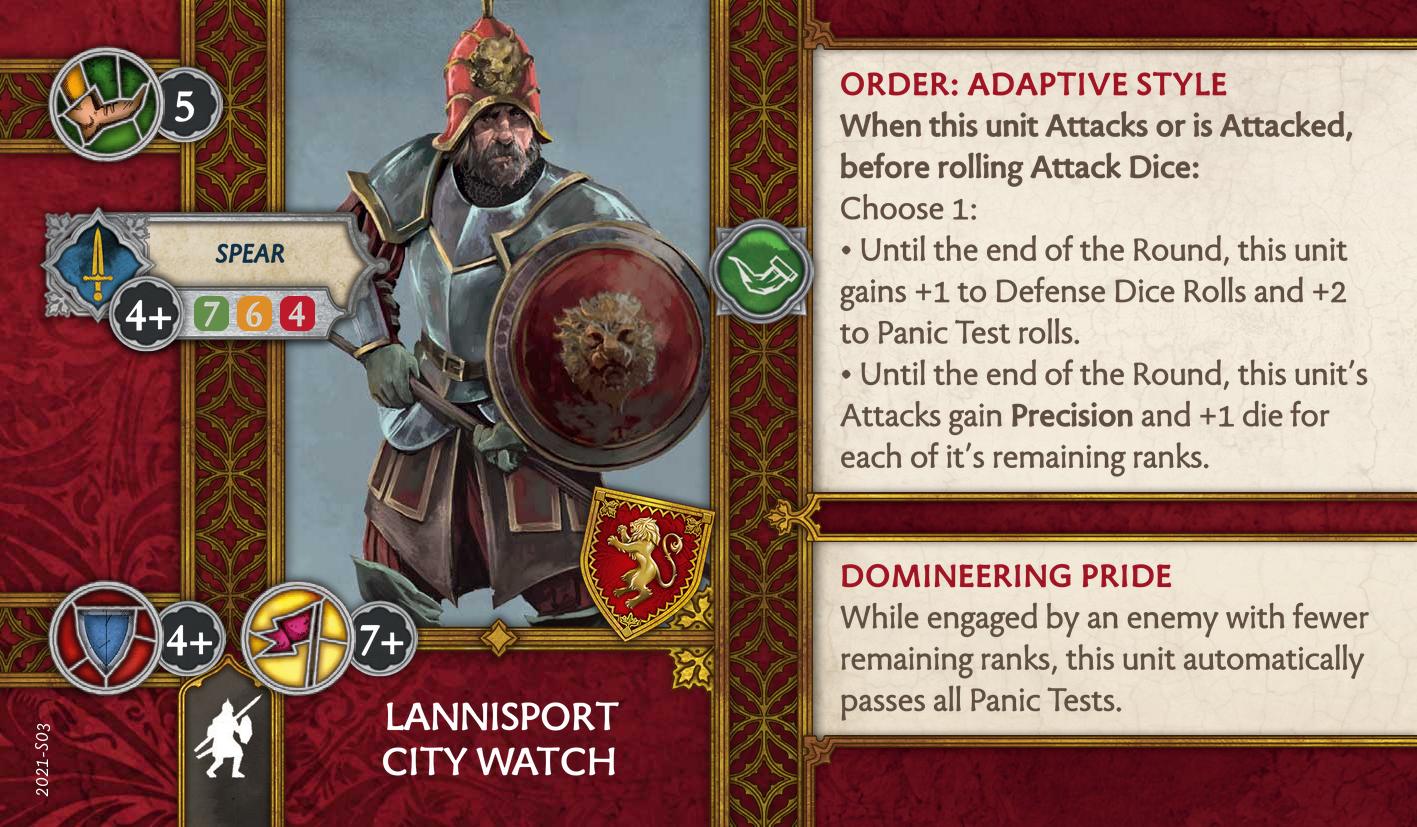 5
SPEAR
4+ 7 6 4
4+ 7+
LANNISPORT
CITY WATCH
2021-S03
ORDER: ADAPTIVE STYLE
When this unit Attacks or is Attacked,
before rolling Attack Dice:
Choose 1:
• Until the end of the Round, this unit
gains +1 to Defense Dice Rolls and +2
to Panic Test rolls.
• Until the end of the Round, this unit's
Attacks gain Precision and +1 die for
each of it's remaining ranks.
DOMINEERING PRIDE
While engaged by an enemy with fewer
remaining ranks, this unit automatically
passes all Panic Tests.